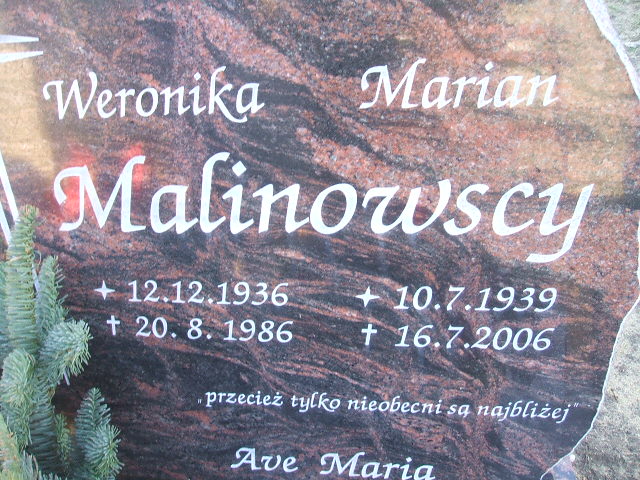 Weronika Marian
Malinowscy
✦ 12.12.1936 ✦ 10.7.1939
✝ 20.8.1986 ✝ 16.7.2006
„przecież tylko nieobecni są najbliżej"
Ave Maria